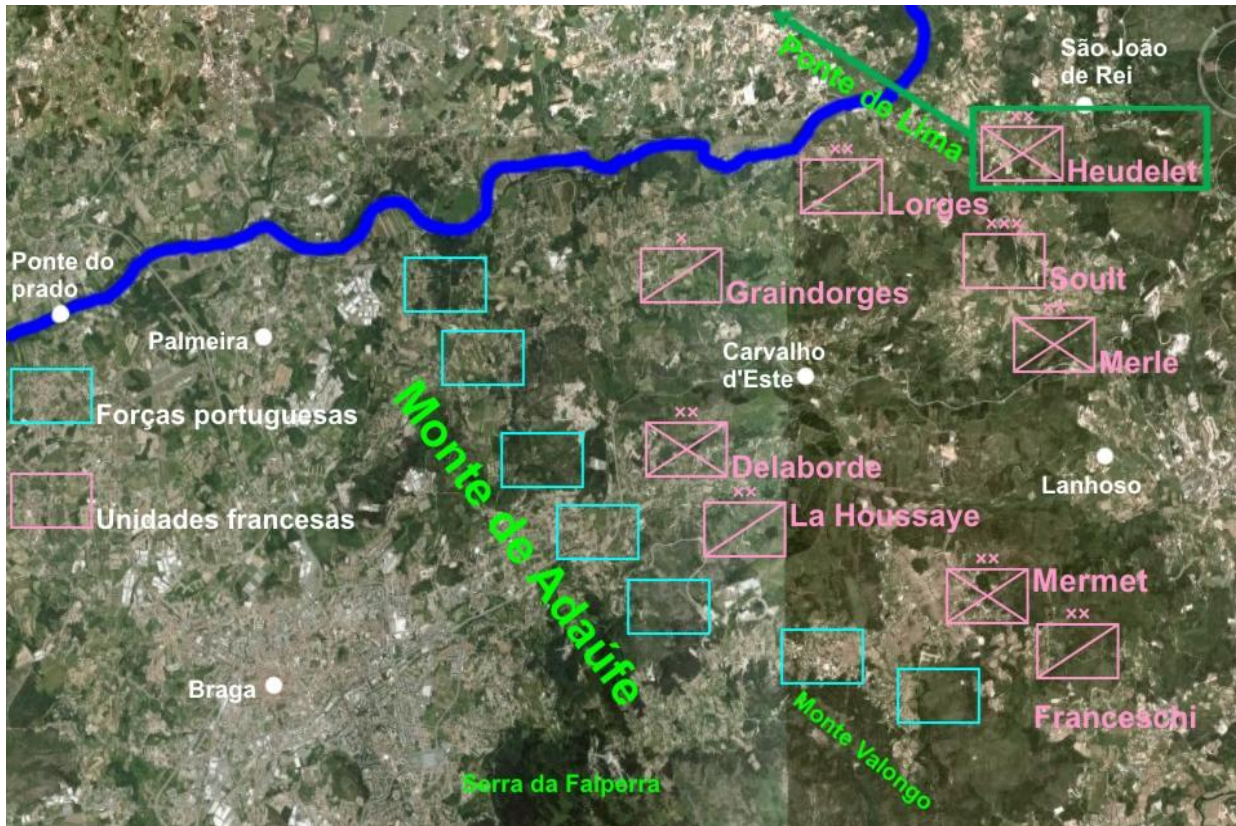 São João
de Rei
Ponte de Lima
××
Heudelet
××
Lorges
×××
Soult
×
Graindorges
××
Merle
Ponte do
prado
Palmeira
Carvalho
d'Este
Forças portuguesas
Monte de Adaúfe
××
Delaborde
Lanhoso
××
La Houssaye
Unidades francesas
××
Mermet
××
Franceschi
Braga
Monte Valongo
Serra da Falperra